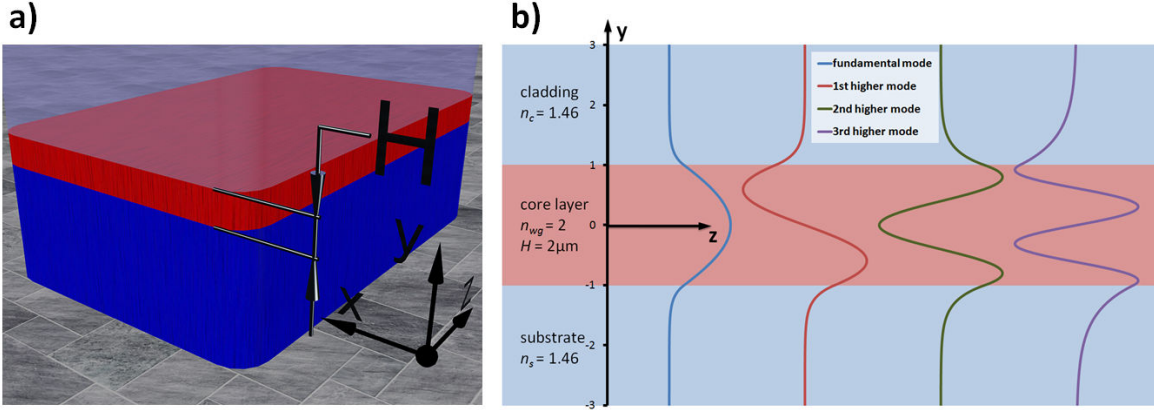 a)
H
y
x
z
b)
y
3
2
1
0
-1
-2
-3
z
cladding
n_c = 1.46
core layer
n_wg = 2
H = 2μm
substrate
n_s = 1.46
fundamental mode
1st higher mode
2nd higher mode
3rd higher mode